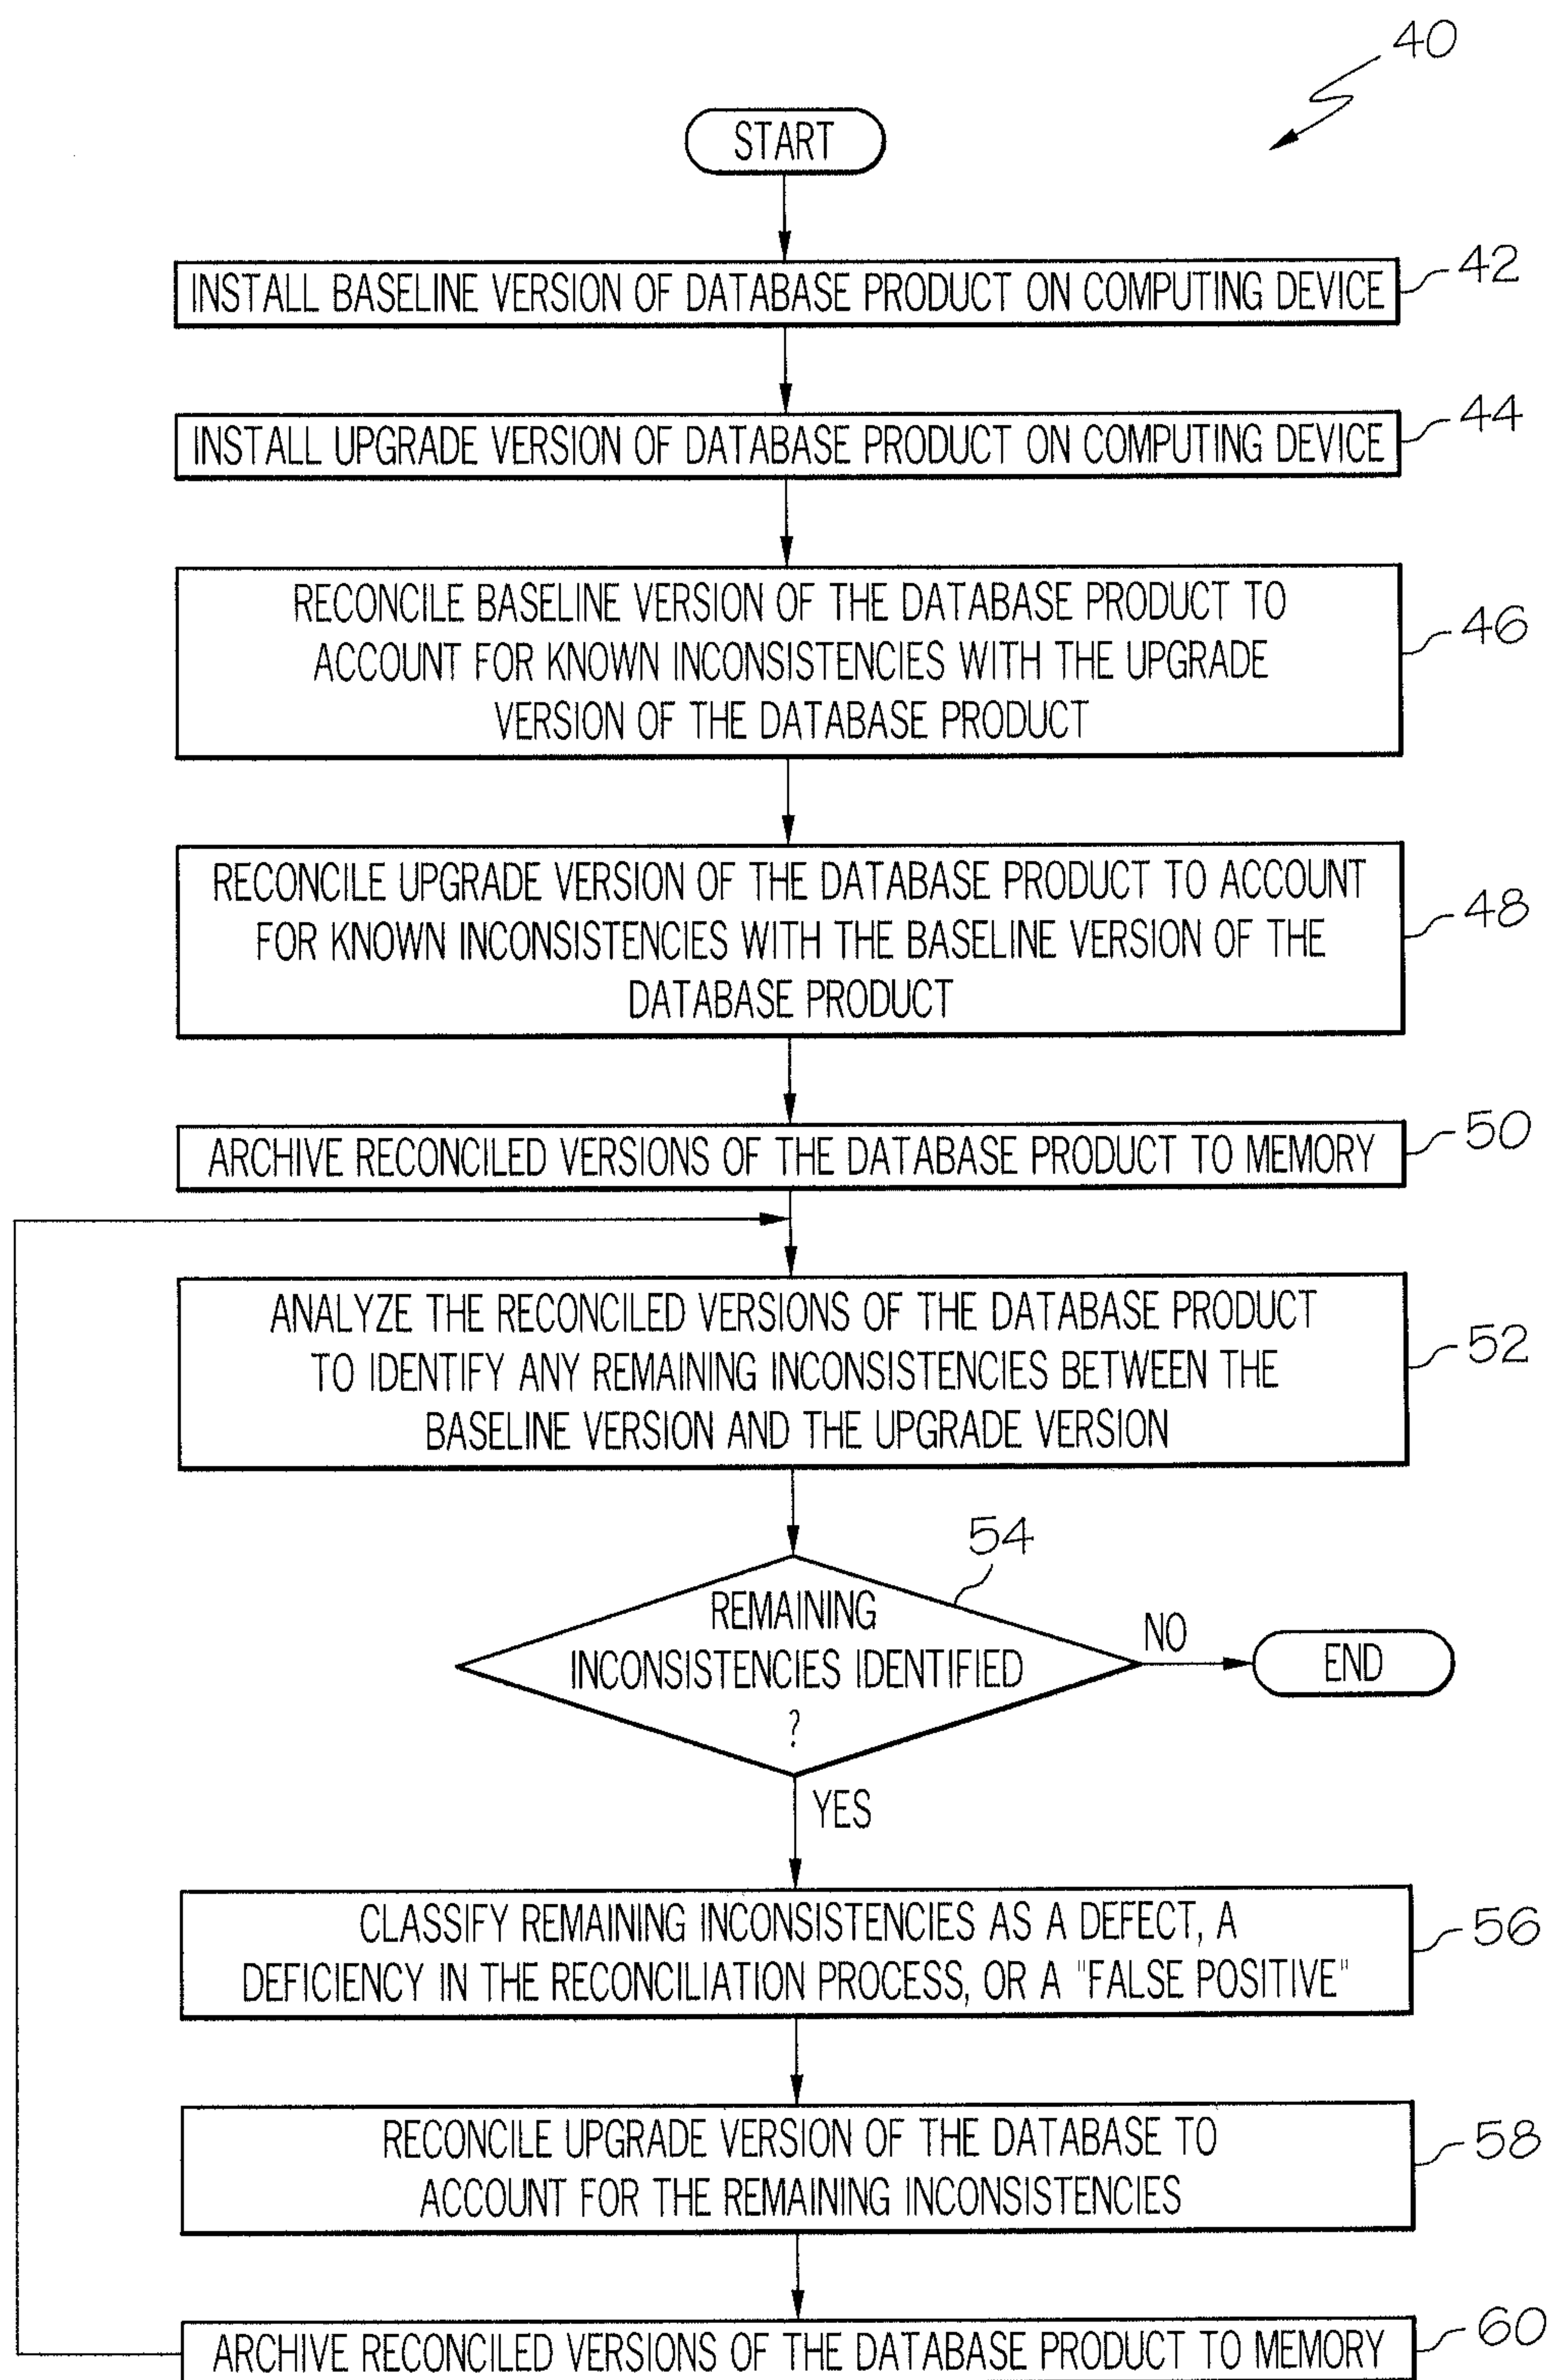 40
START
INSTALL BASELINE VERSION OF DATABASE PRODUCT ON COMPUTING DEVICE
42
INSTALL UPGRADE VERSION OF DATABASE PRODUCT ON COMPUTING DEVICE
44
RECONCILE BASELINE VERSION OF THE DATABASE PRODUCT TO
ACCOUNT FOR KNOWN INCONSISTENCIES WITH THE UPGRADE
VERSION OF THE DATABASE PRODUCT
46
RECONCILE UPGRADE VERSION OF THE DATABASE PRODUCT TO ACCOUNT
FOR KNOWN INCONSISTENCIES WITH THE BASELINE VERSION OF THE
DATABASE PRODUCT
48
ARCHIVE RECONCILED VERSIONS OF THE DATABASE PRODUCT TO MEMORY
50
ANALYZE THE RECONCILED VERSIONS OF THE DATABASE PRODUCT
TO IDENTIFY ANY REMAINING INCONSISTENCIES BETWEEN THE
BASELINE VERSION AND THE UPGRADE VERSION
52
54
REMAINING
INCONSISTENCIES IDENTIFIED
?
NO
END
YES
CLASSIFY REMAINING INCONSISTENCIES AS A DEFECT, A
DEFICIENCY IN THE RECONCILIATION PROCESS, OR A "FALSE POSITIVE"
56
RECONCILE UPGRADE VERSION OF THE DATABASE TO
ACCOUNT FOR THE REMAINING INCONSISTENCIES
58
ARCHIVE RECONCILED VERSIONS OF THE DATABASE PRODUCT TO MEMORY
60